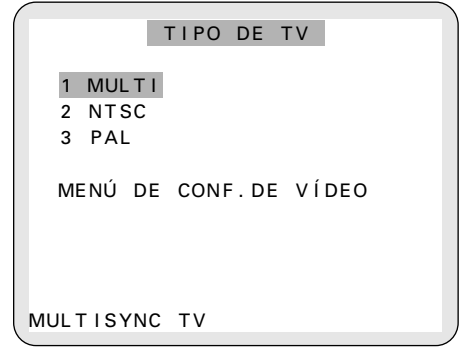 TIPO DE TV
1 MULTI
2 NTSC
3 PAL
MENÚ DE CONF.DE VÍDEO
MULTISYNC TV